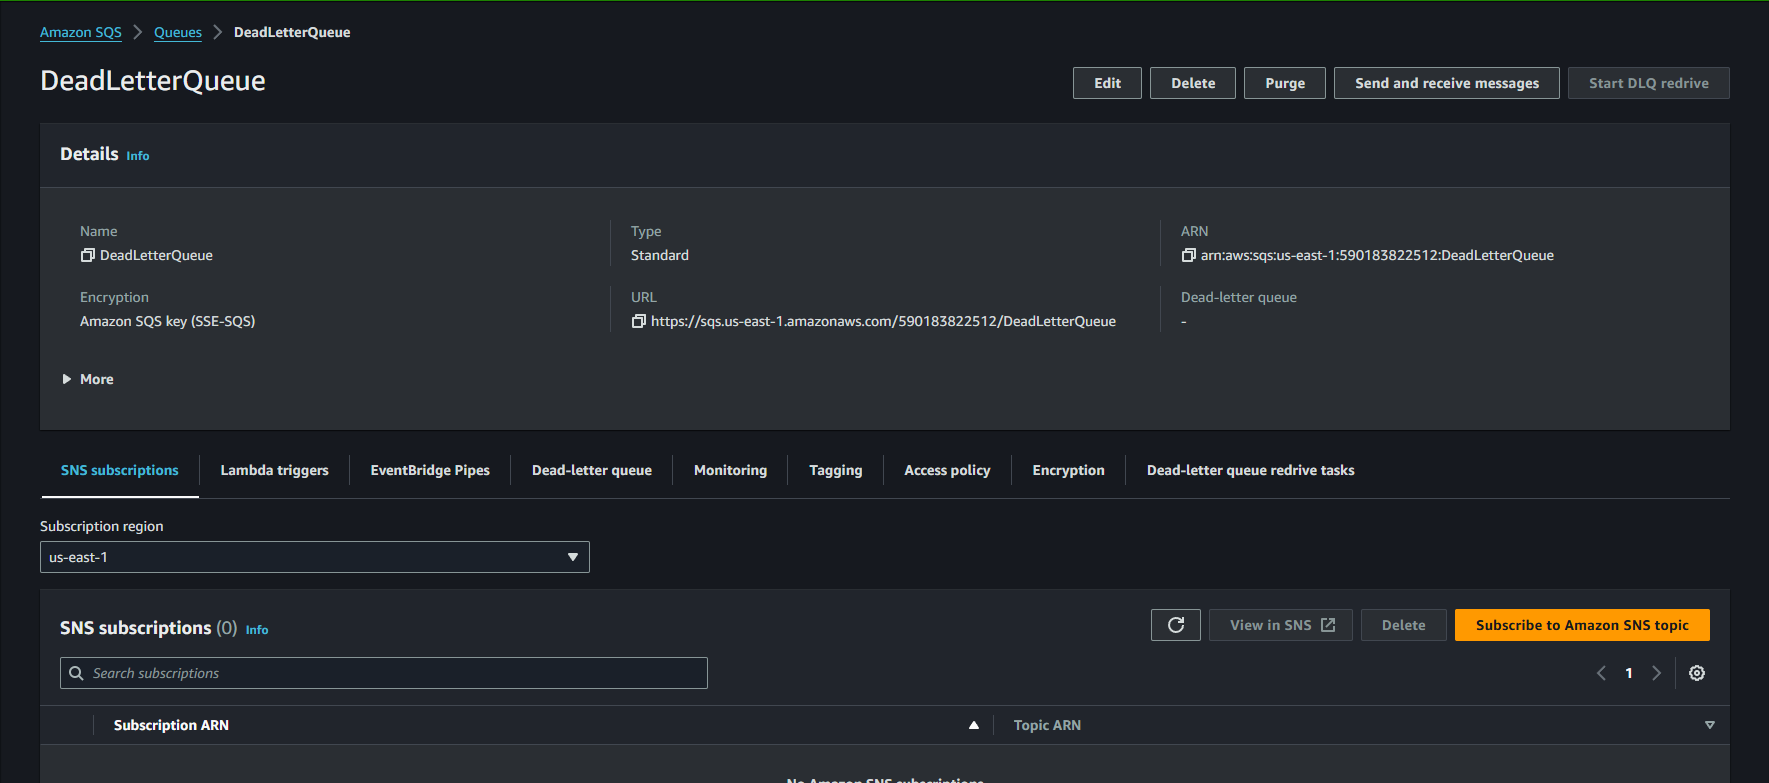 Amazon SQS > Queues > DeadLetterQueue
DeadLetterQueue
Edit Delete Purge Send and receive messages Start DLQ redrive
Details Info
Name Type ARN
DeadLetterQueue Standard arn:aws:sqs:us-east-1:590183822512:DeadLetterQueue
Encryption URL Dead-letter queue
Amazon SQS key (SSE-SQS) https://sqs.us-east-1.amazonaws.com/590183822512/DeadLetterQueue -
More
SNS subscriptions Lambda triggers EventBridge Pipes Dead-letter queue Monitoring Tagging Access policy Encryption Dead-letter queue redrive tasks
Subscription region
us-east-1
SNS subscriptions (0) Info View in SNS Delete Subscribe to Amazon SNS topic
Search subscriptions 1
Subscription ARN Topic ARN
No Amazon SNS subscriptions